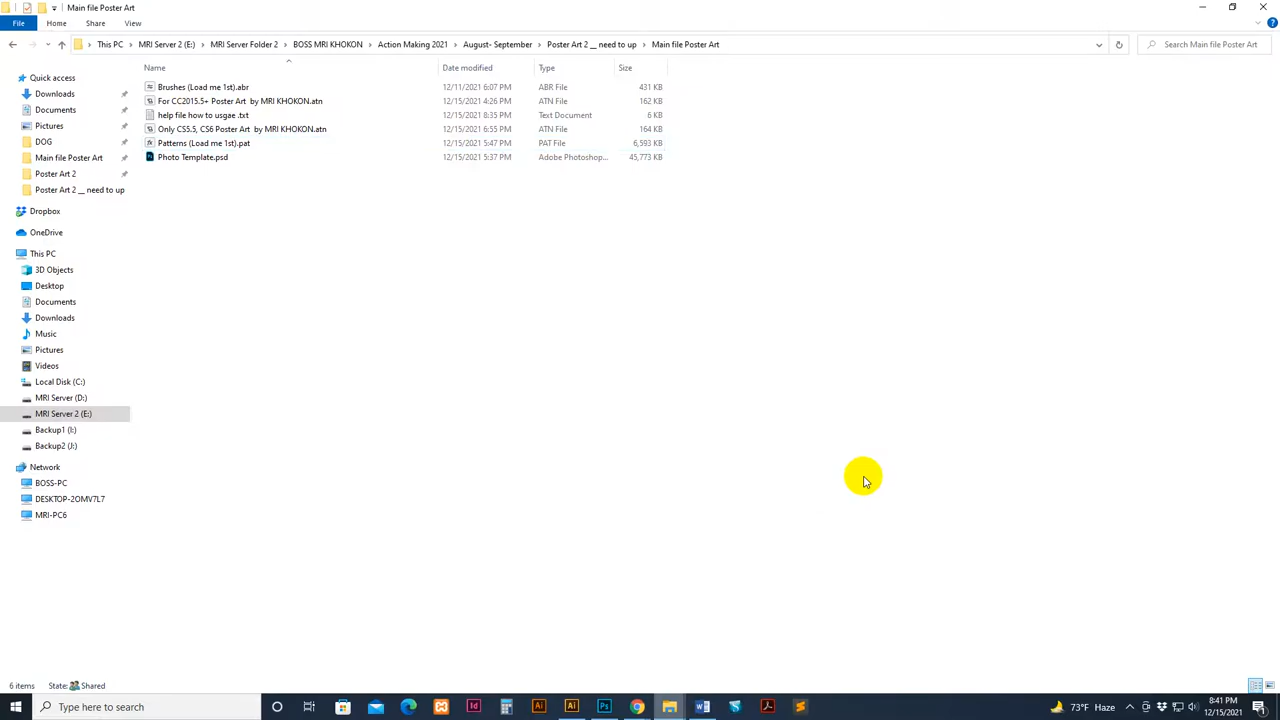 Main file Poster Art
File Home Share View
This PC MRI Server 2 (E:) MRI Server Folder 2 BOSS MRI KHOKON Action Making 2021 August- September Poster Art 2 __ need to up Main file Poster Art
Search Main file Poster Art
Name Date modified Type Size
Brushes (Load me 1st).abr 12/11/2021 6:07 PM ABR File 431 KB
For CC2015.5+ Poster Art by MRI KHOKON.atn 12/15/2021 4:26 PM ATN File 162 KB
help file how to usgae .txt 12/15/2021 8:35 PM Text Document 6 KB
Only CS5.5, CS6 Poster Art by MRI KHOKON.atn 12/15/2021 6:55 PM ATN File 164 KB
Patterns (Load me 1st).pat 12/15/2021 5:47 PM PAT File 6,593 KB
Photo Template.psd 12/15/2021 5:37 PM Adobe Photoshop... 45,773 KB
Quick access
Downloads
Documents
Pictures
DOG
Main file Poster Art
Poster Art 2
Poster Art 2 __ need to up
Dropbox
OneDrive
This PC
3D Objects
Desktop
Documents
Downloads
Music
Pictures
Videos
Local Disk (C:)
MRI Server (D:)
MRI Server 2 (E:)
Backup1 (I:)
Backup2 (J:)
Network
BOSS-PC
DESKTOP-2OMV7L7
MRI-PC6
6 items State: Shared
Type here to search
73°F Haze
8:41 PM
12/15/2021